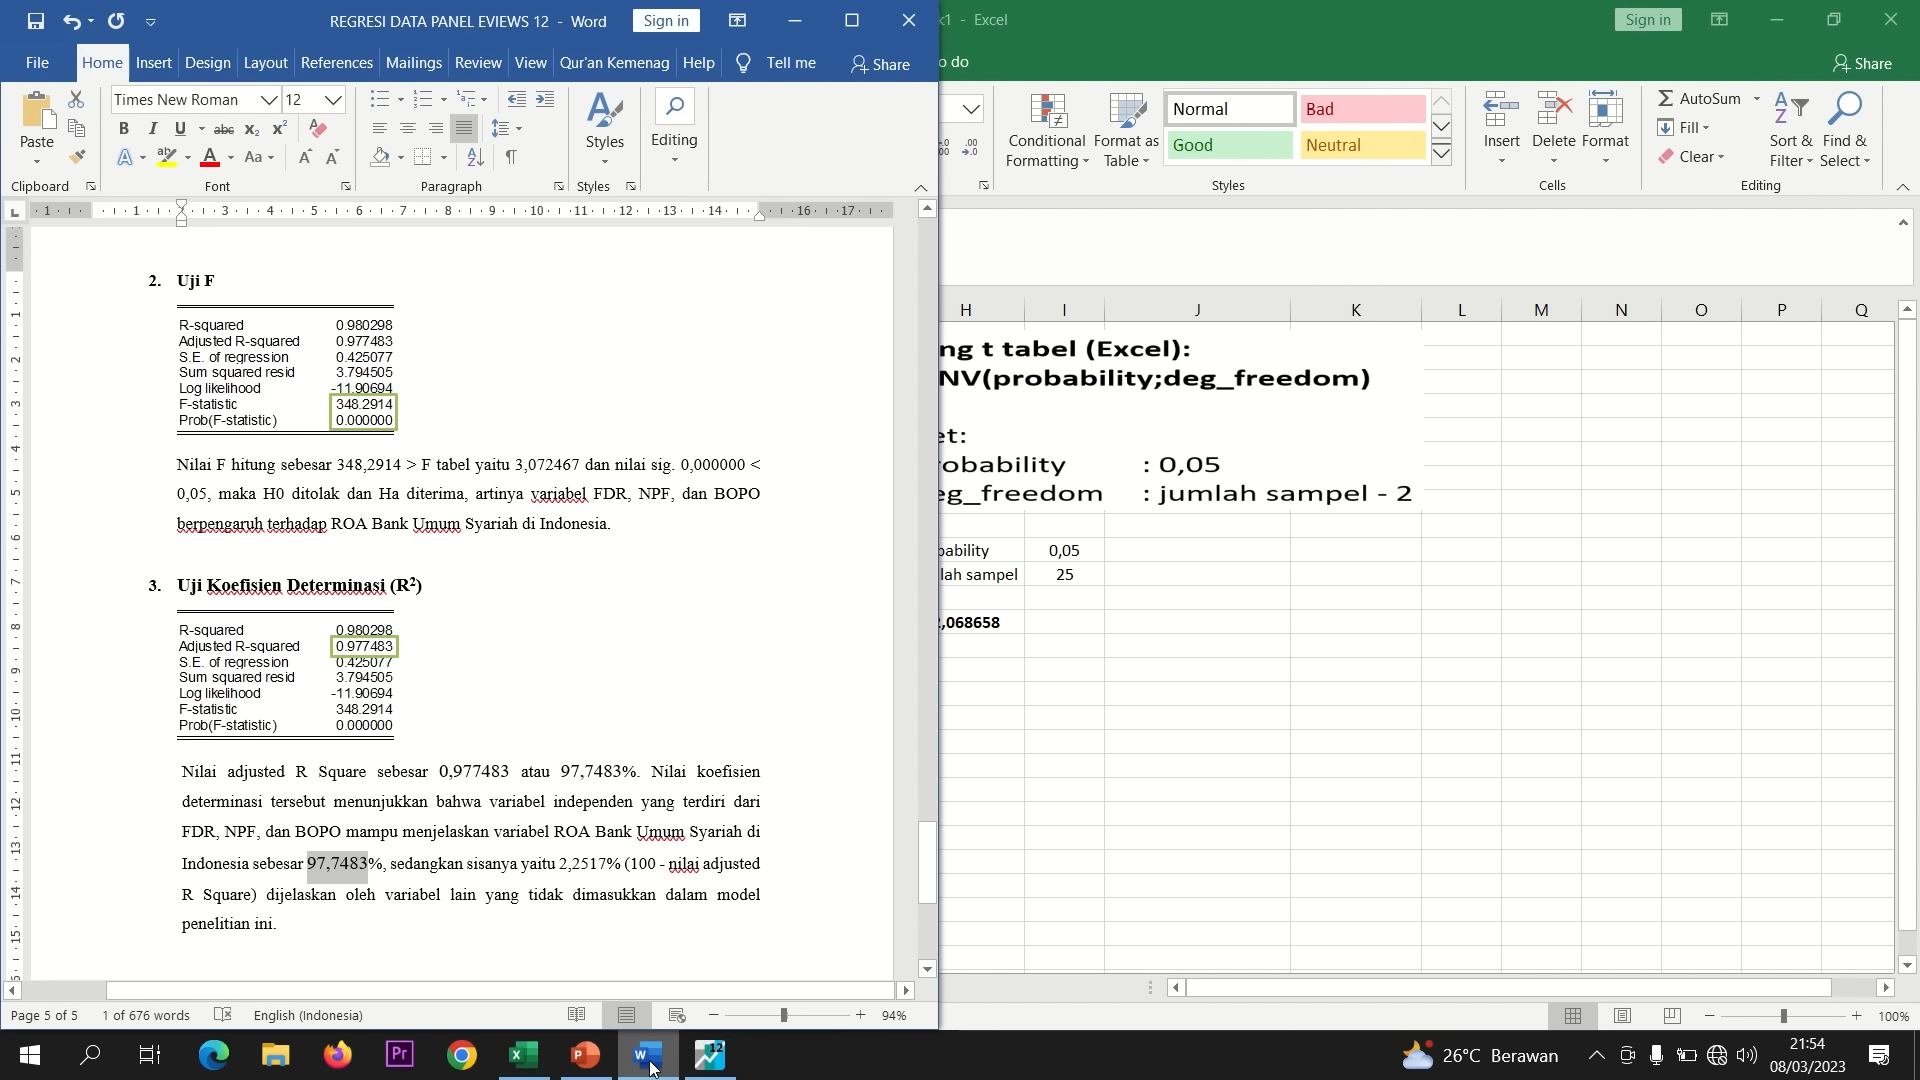 REGRESI DATA PANEL EVIEWS 12 - Word
Sign in
File
Home
Insert
Design
Layout
References
Mailings
Review
View
Qur'an Kemenag
Help
Tell me
Share
Paste
Clipboard
Times New Roman
12
Font
Paragraph
Styles
Styles
Editing
2. Uji F
R-squared 0.980298
Adjusted R-squared 0.977483
S.E. of regression 0.425077
Sum squared resid 3.794505
Log likelihood -11.90694
F-statistic 348.2914
Prob(F-statistic) 0.000000
Nilai F hitung sebesar 348,2914 > F tabel yaitu 3,072467 dan nilai sig. 0,000000 <
0,05, maka H0 ditolak dan Ha diterima, artinya variabel FDR, NPF, dan BOPO
berpengaruh terhadap ROA Bank Umum Syariah di Indonesia.
3. Uji Koefisien Determinasi (R²)
R-squared 0.980298
Adjusted R-squared 0.977483
S.E. of regression 0.425077
Sum squared resid 3.794505
Log likelihood -11.90694
F-statistic 348.2914
Prob(F-statistic) 0.000000
Nilai adjusted R Square sebesar 0,977483 atau 97,7483%. Nilai koefisien
determinasi tersebut menunjukkan bahwa variabel independen yang terdiri dari
FDR, NPF, dan BOPO mampu menjelaskan variabel ROA Bank Umum Syariah di
Indonesia sebesar 97,7483%, sedangkan sisanya yaitu 2,2517% (100 - nilai adjusted
R Square) dijelaskan oleh variabel lain yang tidak dimasukkan dalam model
penelitian ini.
Page 5 of 5
1 of 676 words
English (Indonesia)
94%
k1 - Excel
Sign in
o do
Share
Conditional
Formatting
Format as
Table
Normal
Bad
Good
Neutral
Styles
Insert
Delete
Format
Cells
AutoSum
Fill
Clear
Sort &
Filter
Find &
Select
Editing
H I J K L M N O P Q
ng t tabel (Excel):
NV(probability;deg_freedom)
et:
robability : 0,05
eg_freedom : jumlah sampel - 2
bability 0,05
lah sampel 25
2,068658
100%
26°C Berawan
21:54
08/03/2023